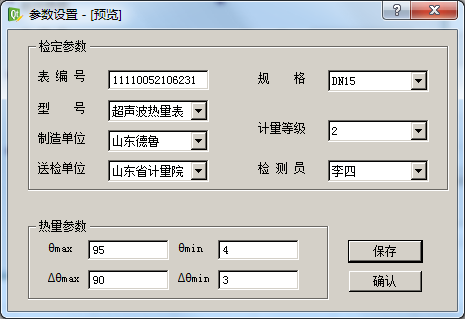 参数设置 - [预览]
检定参数
表 编 号 11110052106231 规 格 DN15
型 号 超声波热量表
计量等级 2
制造单位 山东德鲁
送检单位 山东省计量院 检 测 员 李四
热量参数
θmax 95 θmin 4 保存
Δθmax 90 Δθmin 3 确认